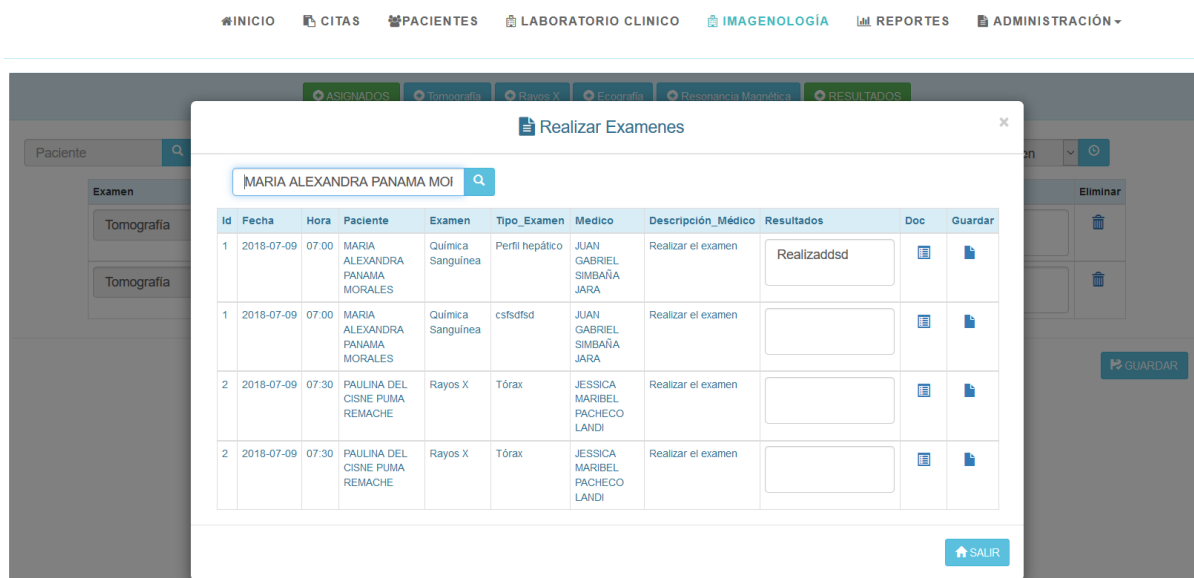 INICIO CITAS PACIENTES LABORATORIO CLINICO IMAGENOLOGÍA REPORTES ADMINISTRACIÓN
ASIGNADOS Tomografía Rayos X Ecografía Resonancia Magnética RESULTADOS
Realizar Examenes ×
Paciente
en
MARIA ALEXANDRA PANAMA MOR
Examen Eliminar
Id Fecha Hora Paciente Examen Tipo_Examen Medico Descripción_Médico Resultados Doc Guardar
Tomografía
1 2018-07-09 07:00 MARIA Química Perfil hepático JUAN Realizar el examen Realizaddsd
ALEXANDRA Sanguínea GABRIEL
PANAMA SIMBAÑA
MORALES JARA
Tomografía
1 2018-07-09 07:00 MARIA Química csfsdfsd JUAN Realizar el examen
ALEXANDRA Sanguínea GABRIEL
PANAMA SIMBAÑA
MORALES JARA
GUARDAR
2 2018-07-09 07:30 PAULINA DEL Rayos X Tórax JESSICA Realizar el examen
CISNE PUMA MARIBEL
REMACHE PACHECO
LANDI
2 2018-07-09 07:30 PAULINA DEL Rayos X Tórax JESSICA Realizar el examen
CISNE PUMA MARIBEL
REMACHE PACHECO
LANDI
SALIR